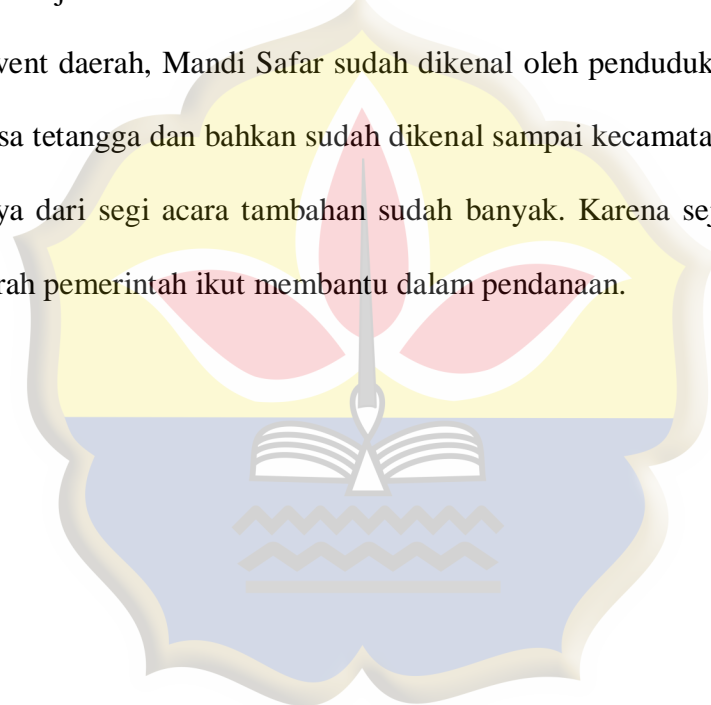 vent daerah, Mandi Safar sudah dikenal oleh penduduk
sa tetangga dan bahkan sudah dikenal sampai kecamata
ya dari segi acara tambahan sudah banyak. Karena sej
rah pemerintah ikut membantu dalam pendanaan.